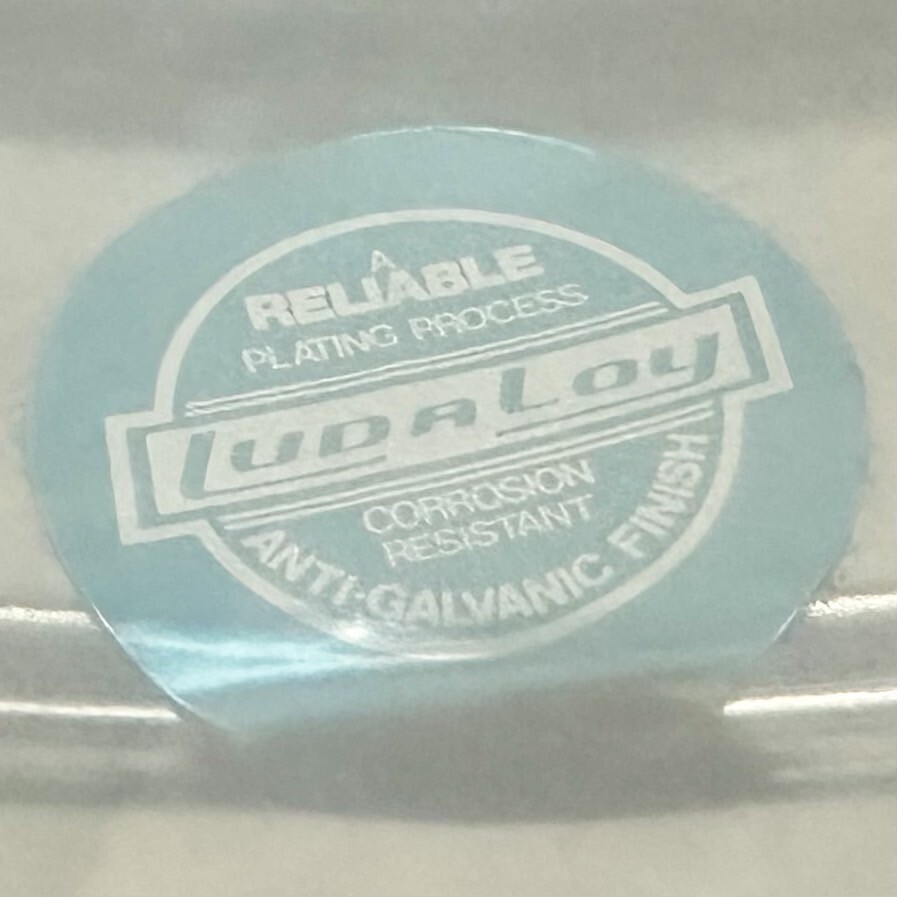 A
RELIABLE
PLATING PROCESS
LUDALOY
CORROSION
RESISTANT
ANTI-GALVANIC FINISH